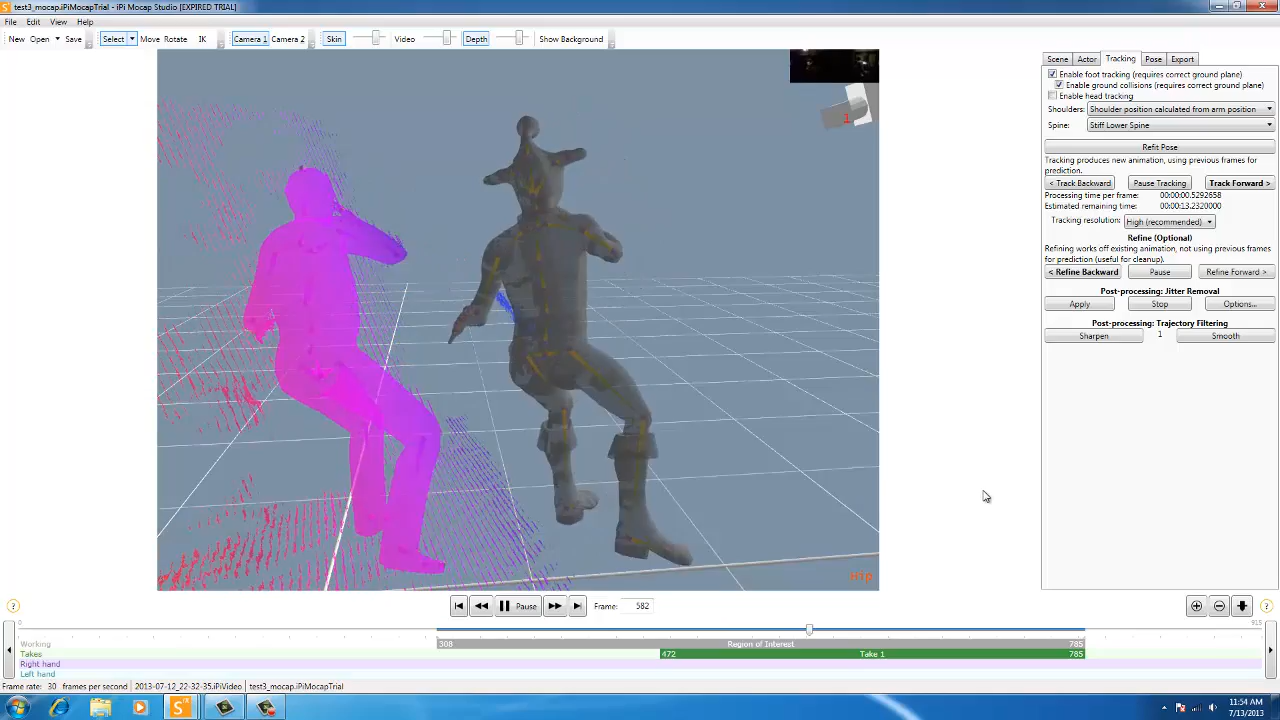 test3_mocap.iPiMocapTrial - iPi Mocap Studio [EXPIRED TRIAL]
File Edit View Help
New Open Save Select Move Rotate IK Camera 1 Camera 2 Skin Video Depth Show Background
Scene Actor Tracking Pose Export
Enable foot tracking (requires correct ground plane)
Enable ground collisions (requires correct ground plane)
Enable head tracking
Shoulders: Shoulder position calculated from arm position
Spine: Stiff Lower Spine
Refit Pose
Tracking produces new animation, using previous frames for
prediction.
< Track Backward Pause Tracking Track Forward >
Processing time per frame: 00:00:00.5292658
Estimated remaining time: 00:00:13.2320000
Tracking resolution: High (recommended)
Refine (Optional)
Refining works off existing animation, not using previous frames
for prediction (useful for cleanup).
< Refine Backward Pause Refine Forward >
Post-processing: Jitter Removal
Apply Stop Options...
Post-processing: Trajectory Filtering
Sharpen 1 Smooth
1
Hip
Pause Frame: 582
0 915
Working 308 Region of Interest 785
Takes 472 Take 1 785
Right hand
Left hand
Frame rate: 30 frames per second 2013-07-12_22-32-35.iPiVideo test3_mocap.iPiMocapTrial
11:54 AM
7/13/2013